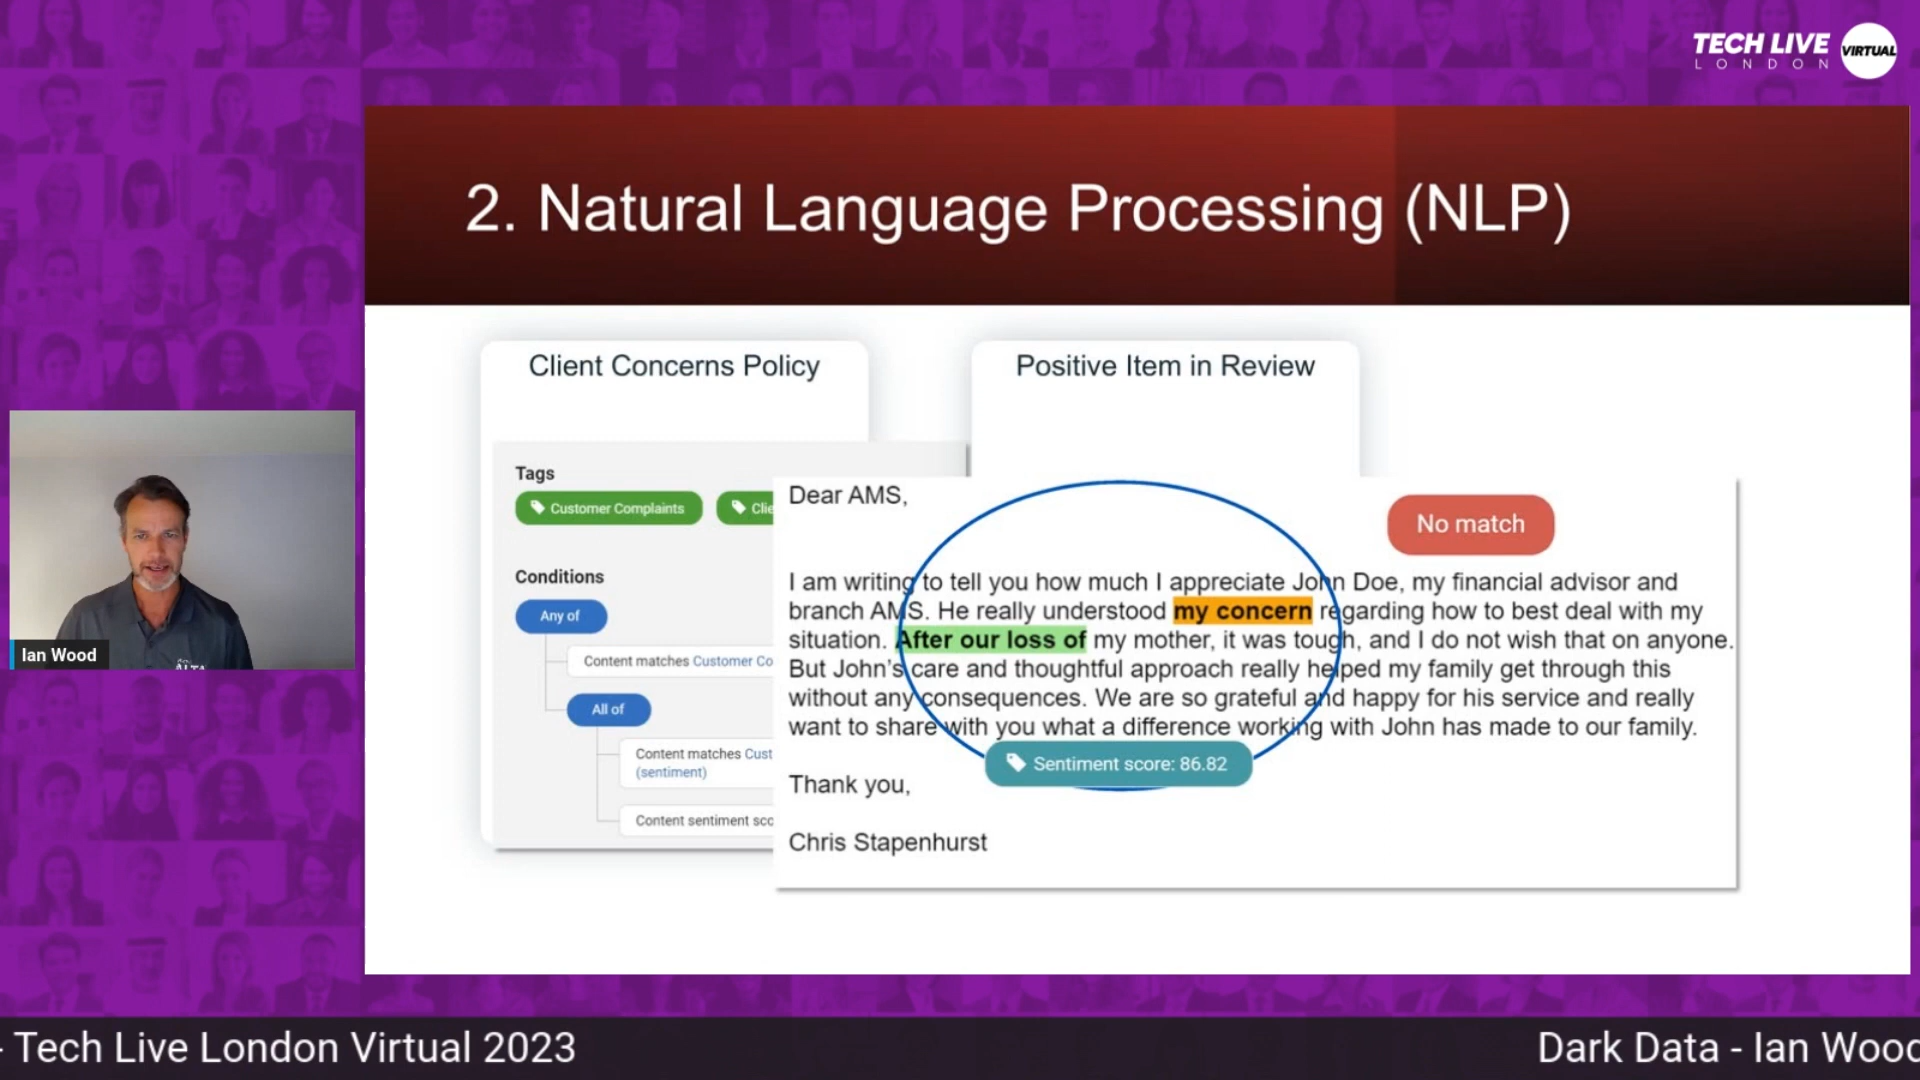 TECH LIVE
LONDON
VIRTUAL
2. Natural Language Processing (NLP)
Client Concerns Policy
Positive Item in Review
Tags
Customer Complaints
Clie
Conditions
Any of
Content matches Customer Co
All of
Content matches Cust
(sentiment)
Content sentiment sco
Dear AMS,
No match
I am writing to tell you how much I appreciate John Doe, my financial advisor and
branch AMS. He really understood my concern regarding how to best deal with my
situation. After our loss of my mother, it was tough, and I do not wish that on anyone.
But John's care and thoughtful approach really helped my family get through this
without any consequences. We are so grateful and happy for his service and really
want to share with you what a difference working with John has made to our family.
Sentiment score: 86.82
Thank you,
Chris Stapenhurst
ALTA
Ian Wood
- Tech Live London Virtual 2023
Dark Data - Ian Wood